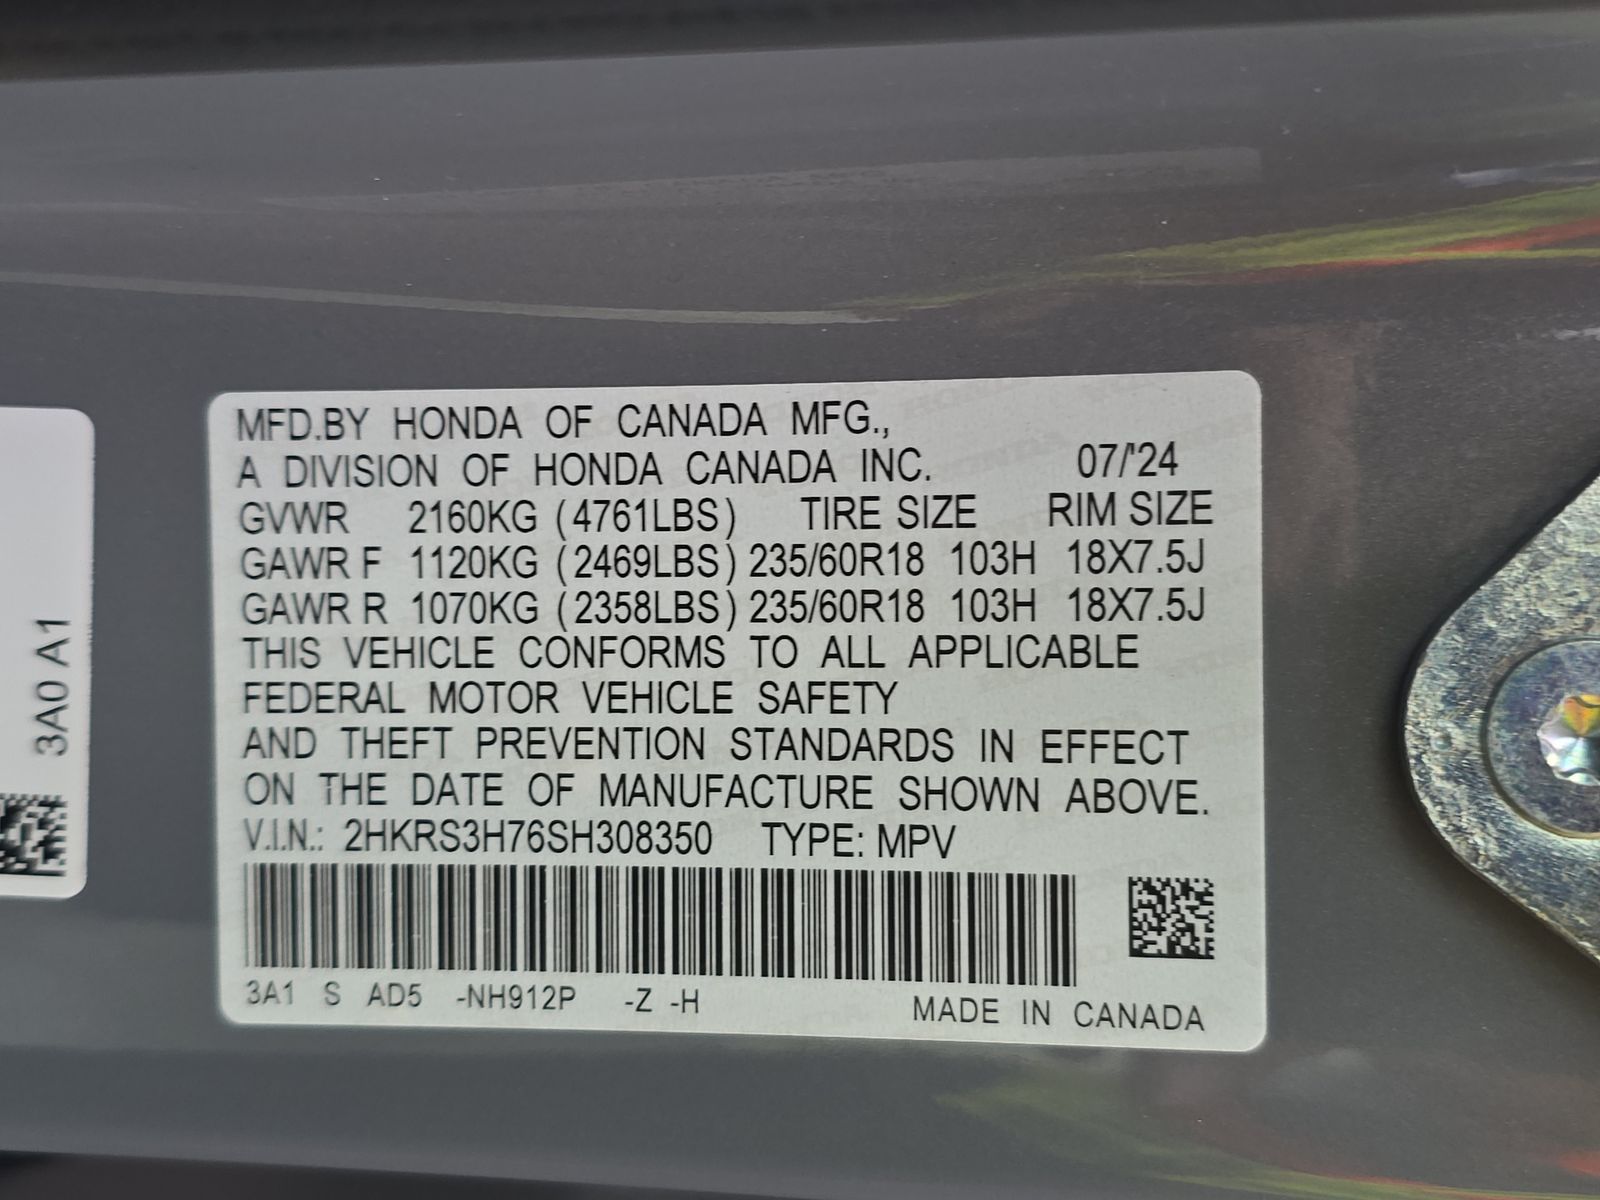 MFD.BY HONDA OF CANADA MFG.,
A DIVISION OF HONDA CANADA INC. 07/'24
GVWR 2160KG (4761LBS) TIRE SIZE RIM SIZE
GAWR F 1120KG (2469LBS) 235/60R18 103H 18X7.5J
GAWR R 1070KG (2358LBS) 235/60R18 103H 18X7.5J
THIS VEHICLE CONFORMS TO ALL APPLICABLE
FEDERAL MOTOR VEHICLE SAFETY
AND THEFT PREVENTION STANDARDS IN EFFECT
ON THE DATE OF MANUFACTURE SHOWN ABOVE.
V.I.N.: 2HKRS3H76SH308350 TYPE: MPV
3A1 S AD5 -NH912P -Z -H MADE IN CANADA
3A0 A1